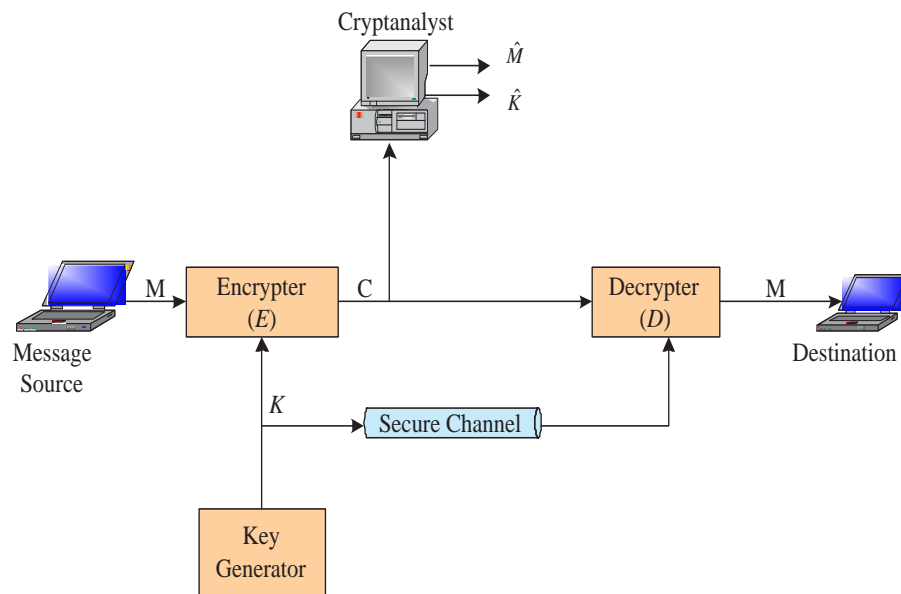 Cryptanalyst
M̂
K̂
M
Encrypter
(E)
C
Decrypter
(D)
M
Message
Source
Destination
K
Secure Channel
Key
Generator